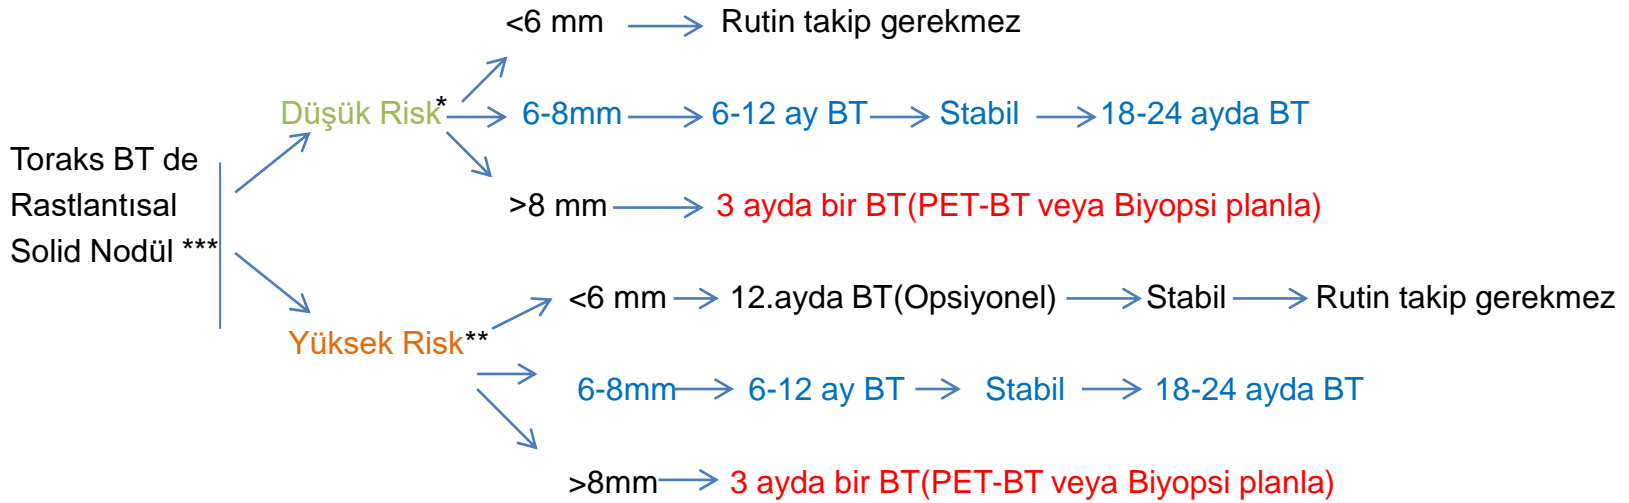 <6 mm Rutin takip gerekmez
Düşük Risk* 6-8mm 6-12 ay BT Stabil 18-24 ayda BT
>8 mm 3 ayda bir BT(PET-BT veya Biyopsi planla)
Toraks BT de
Rastlantısal
Solid Nodül ***
<6 mm 12.ayda BT(Opsiyonel) Stabil Rutin takip gerekmez
Yüksek Risk**
6-8mm 6-12 ay BT Stabil 18-24 ayda BT
>8mm 3 ayda bir BT(PET-BT veya Biyopsi planla)